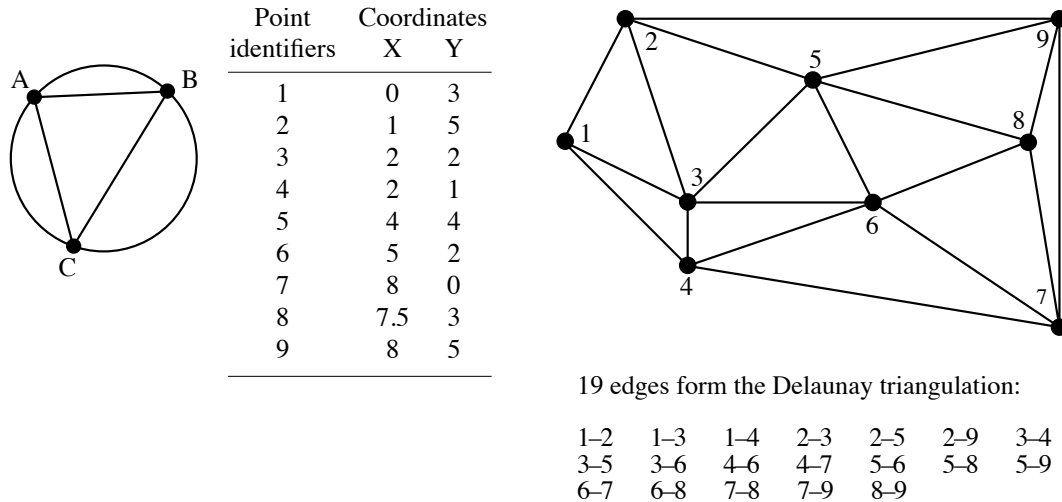 A
B
C
Point Coordinates
identifiers X Y
1 0 3
2 1 5
3 2 2
4 2 1
5 4 4
6 5 2
7 8 0
8 7.5 3
9 8 5
2
9
5
8
1
3
6
4
7
19 edges form the Delaunay triangulation:
1–2 1–3 1–4 2–3 2–5 2–9 3–4
3–5 3–6 4–6 4–7 5–6 5–8 5–9
6–7 6–8 7–8 7–9 8–9